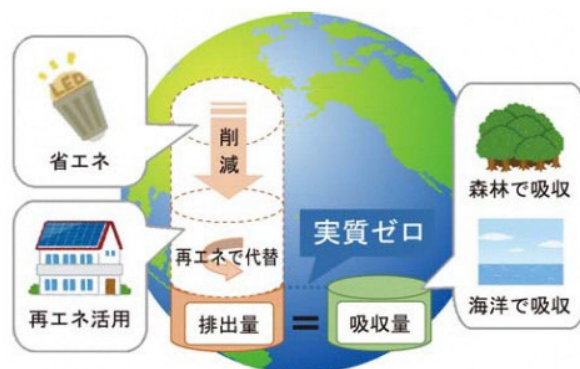 LED
省エネ
削
減
森林で吸収
再エネで代替
実質ゼロ
再エネ活用
海洋で吸収
排出量
=
吸収量